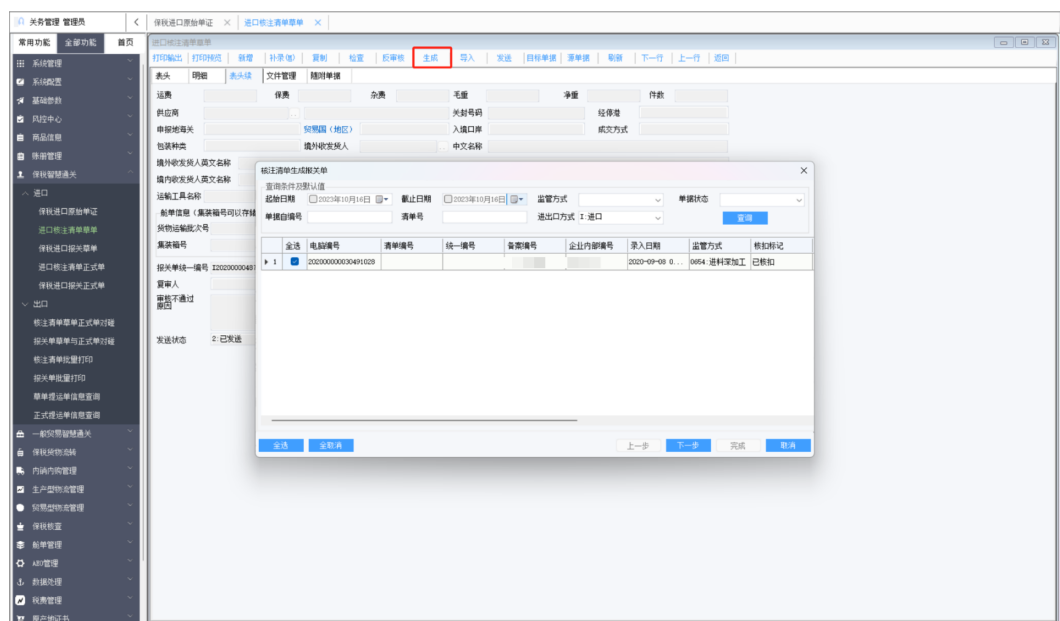 关务管理 管理员
保税进口原始单证
进口核注清单草单
常用功能 全部功能 首页
进口核注清单草单
打印输出 打印预览 新增 补录(B) 复制 检查 反审核 生成 导入 发送 目标单据 源单据 刷新 下一行 上一行 返回
表头 明细 表头续 文件管理 随附单据
系统管理
系统配置
基础参数
风控中心
商品信息
账册管理
保税智慧通关
进口
保税进口原始单证
进口核注清单草单
保税进口报关草单
进口核注清单正式单
保税进口报关正式单
出口
核注清单草单正式单对碰
报关单草单与正式单对碰
核注清单批量打印
报关单批量打印
草单提运单信息查询
正式提运单信息查询
一般贸易智慧通关
保税货物流转
内销内购管理
生产型物流管理
贸易型物流管理
保税核查
船单管理
AEO管理
数据处理
税费管理
原产地证书
运费 保费 杂费 毛重 净重 件数
供应商 关封号码 经停港
申报地海关 贸易国(地区) 入境口岸 成交方式
包装种类 境外收发货人 中文名称
境外收发货人英文名称
境内收发货人英文名称
运输工具名称
货物运输批次号
集装箱号
报关单统一编号
复审人
审核不通过原因
发送状态 2:已发送
核注清单生成报关单
查询条件及默认值
起始日期 2023年10月16日 截止日期 2023年10月16日 监管方式 单据状态
单据自编号 清单号 进出口方式 I:进口 查询
全选 电脑编号 清单编号 统一编号 备案编号 企业内部编号 录入日期 监管方式 核扣标记
1 202000000030491028 2020-09-08 0... 0654:进料深加工 已核扣
全选 全取消 上一步 下一步 完成 取消